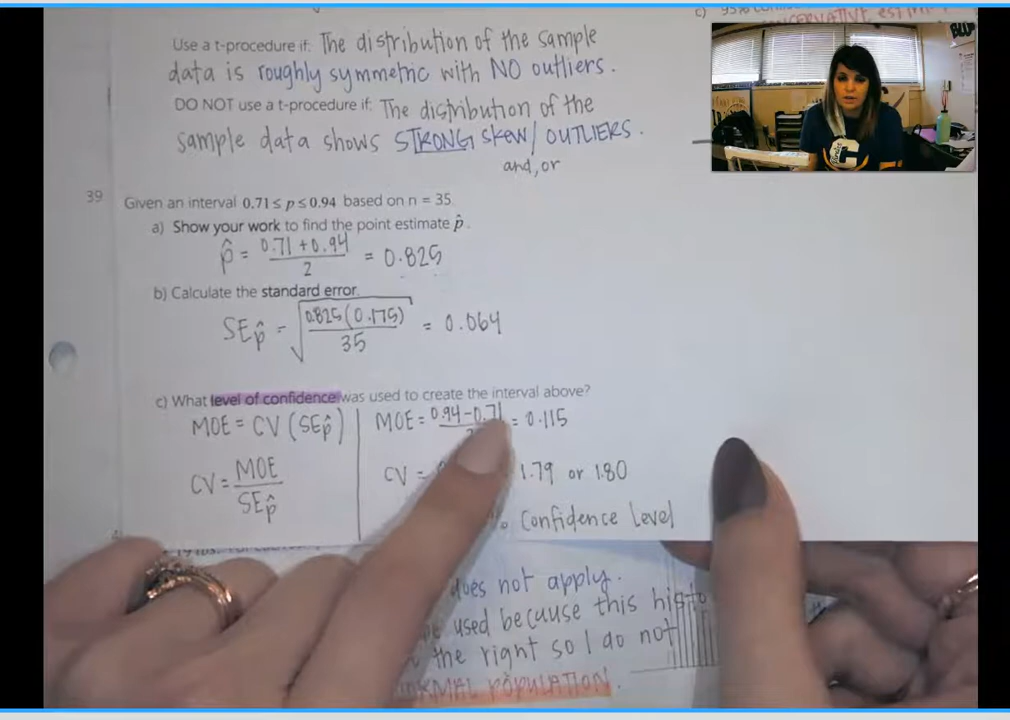 Use a t-procedure if: The distribution of the sample
data is roughly symmetric with NO outliers.
DO NOT use a t-procedure if: The distribution of the
sample data shows STRONG SKEW/OUTLIERS.
and, or
39 Given an interval 0.71 ≤ p ≤ 0.94 based on n = 35.
a) Show your work to find the point estimate p̂.
p̂ = 0.71 + 0.94 / 2 = 0.825
b) Calculate the standard error.
SEp̂ = √ 0.825(0.175) / 35 = 0.064
c) What level of confidence was used to create the interval above?
MOE = CV (SEp̂)
CV = MOE / SEp̂
MOE = 0.94 - 0.71 = 0.115
CV = 1.79 or 1.80
Confidence Level
does not apply.
used because this histo
the right so I do not
POPULATION.
c)